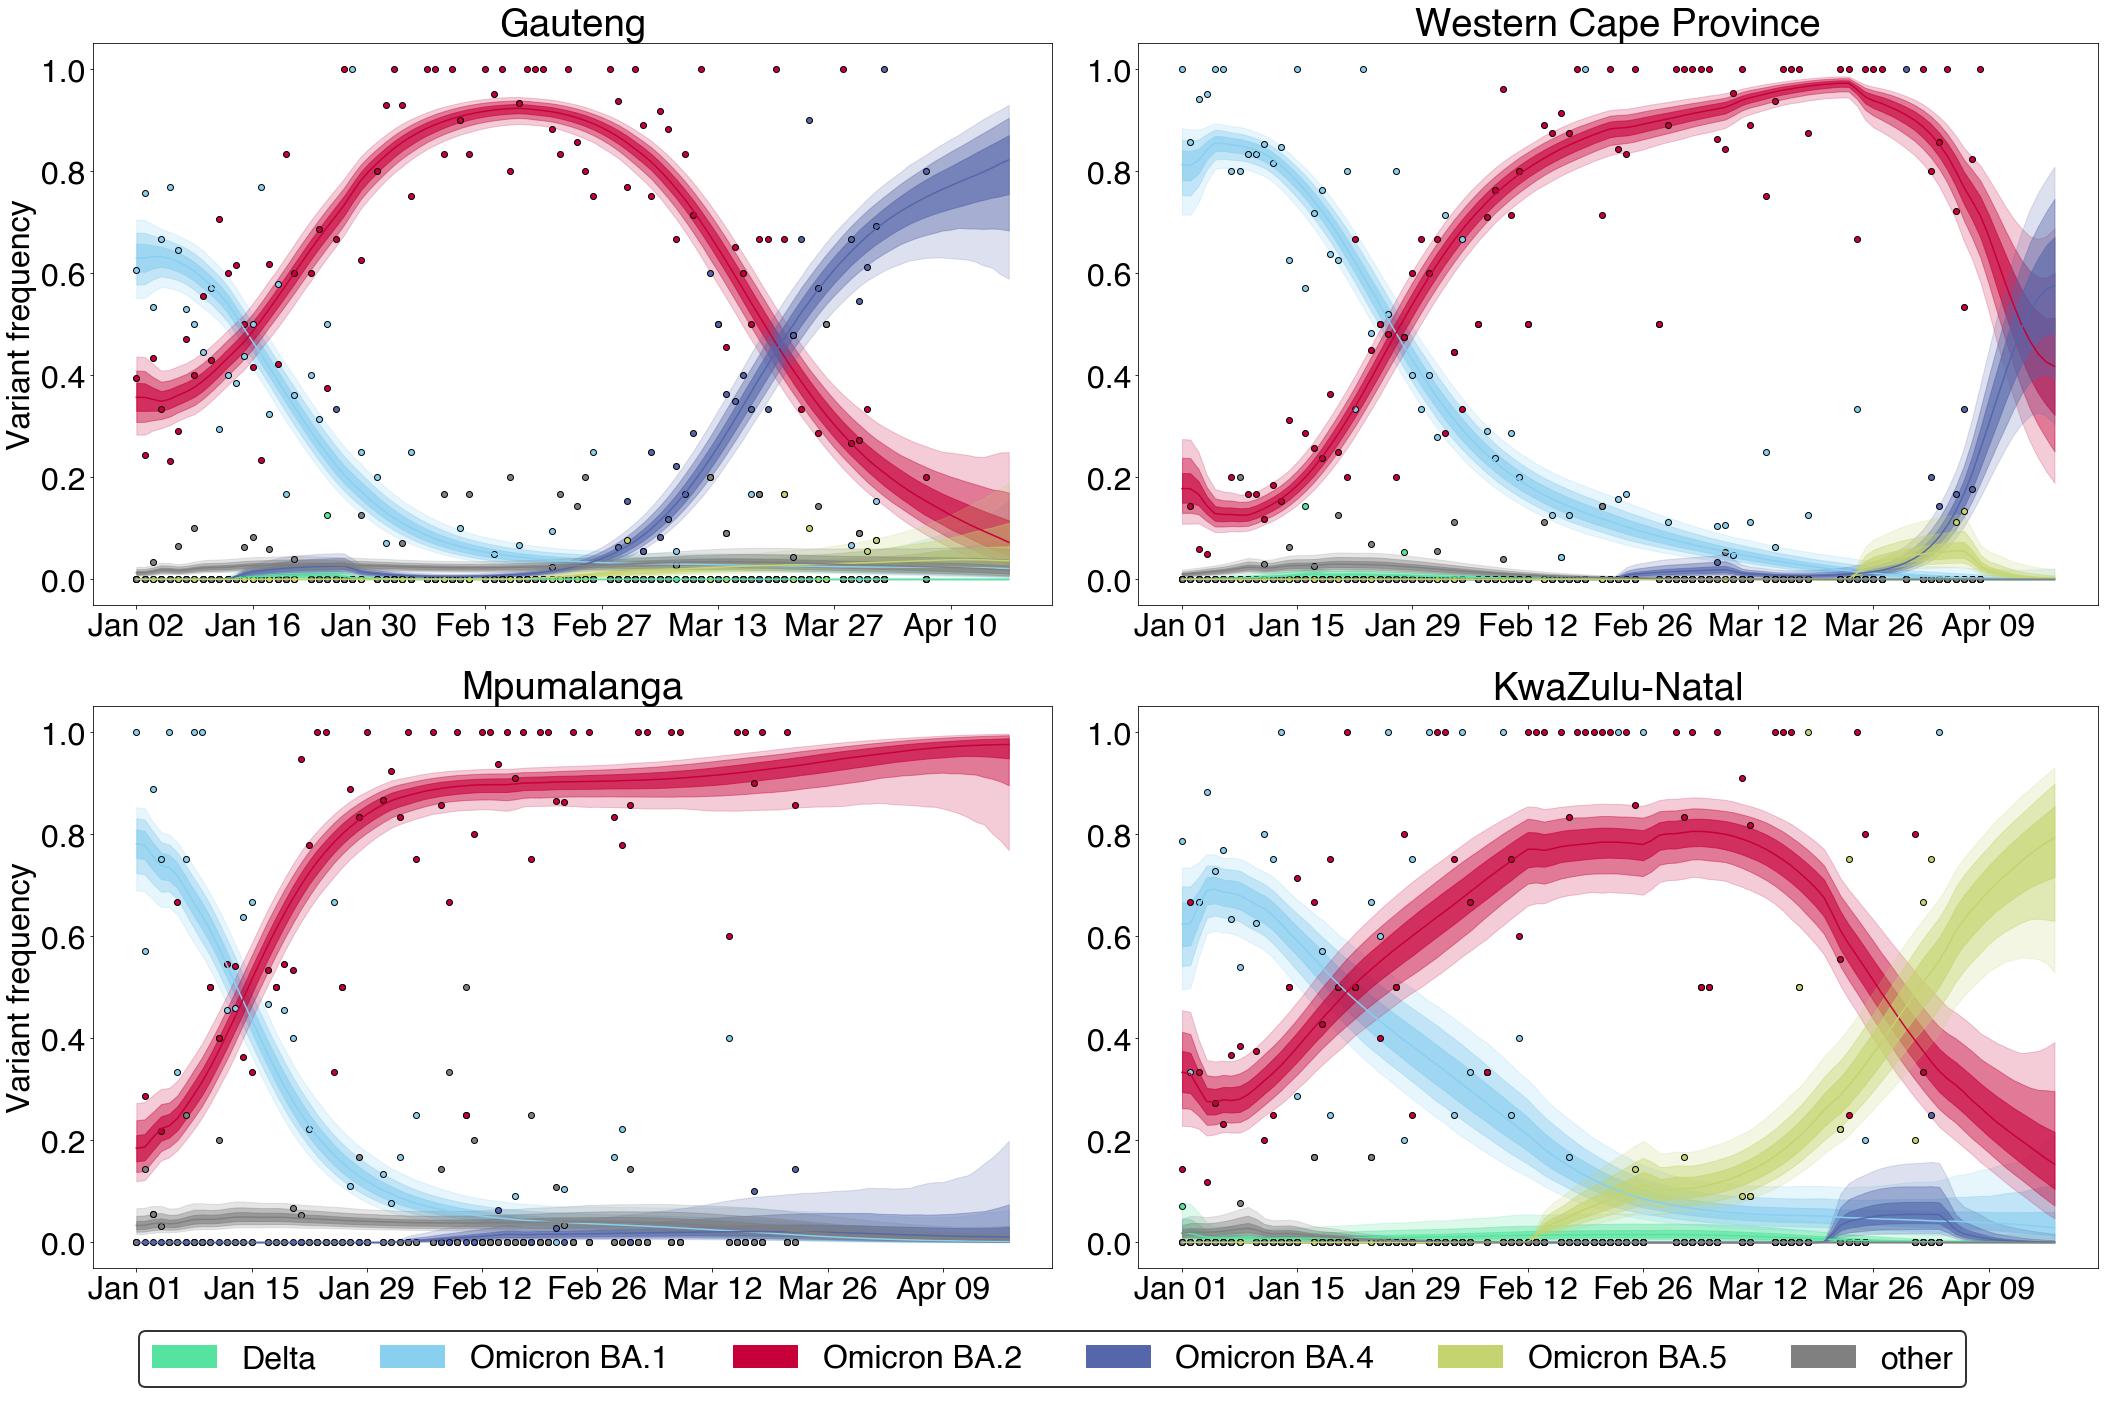 Gauteng
Western Cape Province
Variant frequency
1.0
0.8
0.6
0.4
0.2
0.0
Jan 02 Jan 16 Jan 30 Feb 13 Feb 27 Mar 13 Mar 27 Apr 10
1.0
0.8
0.6
0.4
0.2
0.0
Jan 01 Jan 15 Jan 29 Feb 12 Feb 26 Mar 12 Mar 26 Apr 09
Mpumalanga
KwaZulu-Natal
Variant frequency
1.0
0.8
0.6
0.4
0.2
0.0
Jan 01 Jan 15 Jan 29 Feb 12 Feb 26 Mar 12 Mar 26 Apr 09
1.0
0.8
0.6
0.4
0.2
0.0
Jan 01 Jan 15 Jan 29 Feb 12 Feb 26 Mar 12 Mar 26 Apr 09
Delta Omicron BA.1 Omicron BA.2 Omicron BA.4 Omicron BA.5 other